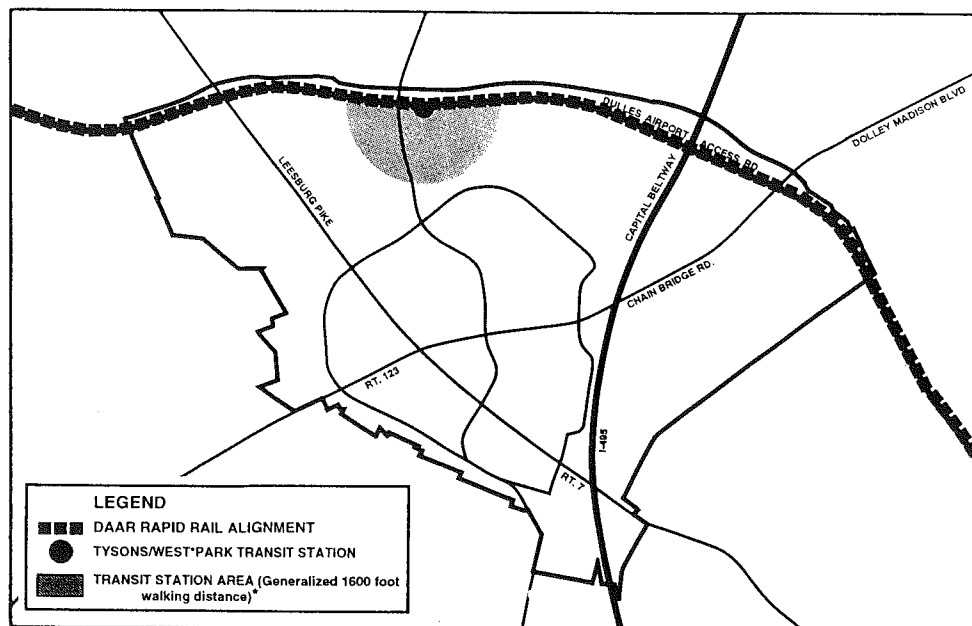 DULLES AIRPORT ACCESS RD.
DOLLEY MADISON BLVD
LEESBURG PIKE
CAPITAL BELTWAY
CHAIN BRIDGE RD.
RT. 123
I-495
RT. 7
LEGEND
DAAR RAPID RAIL ALIGNMENT
TYSONS/WEST*PARK TRANSIT STATION
TRANSIT STATION AREA (Generalized 1600 foot
walking distance)*